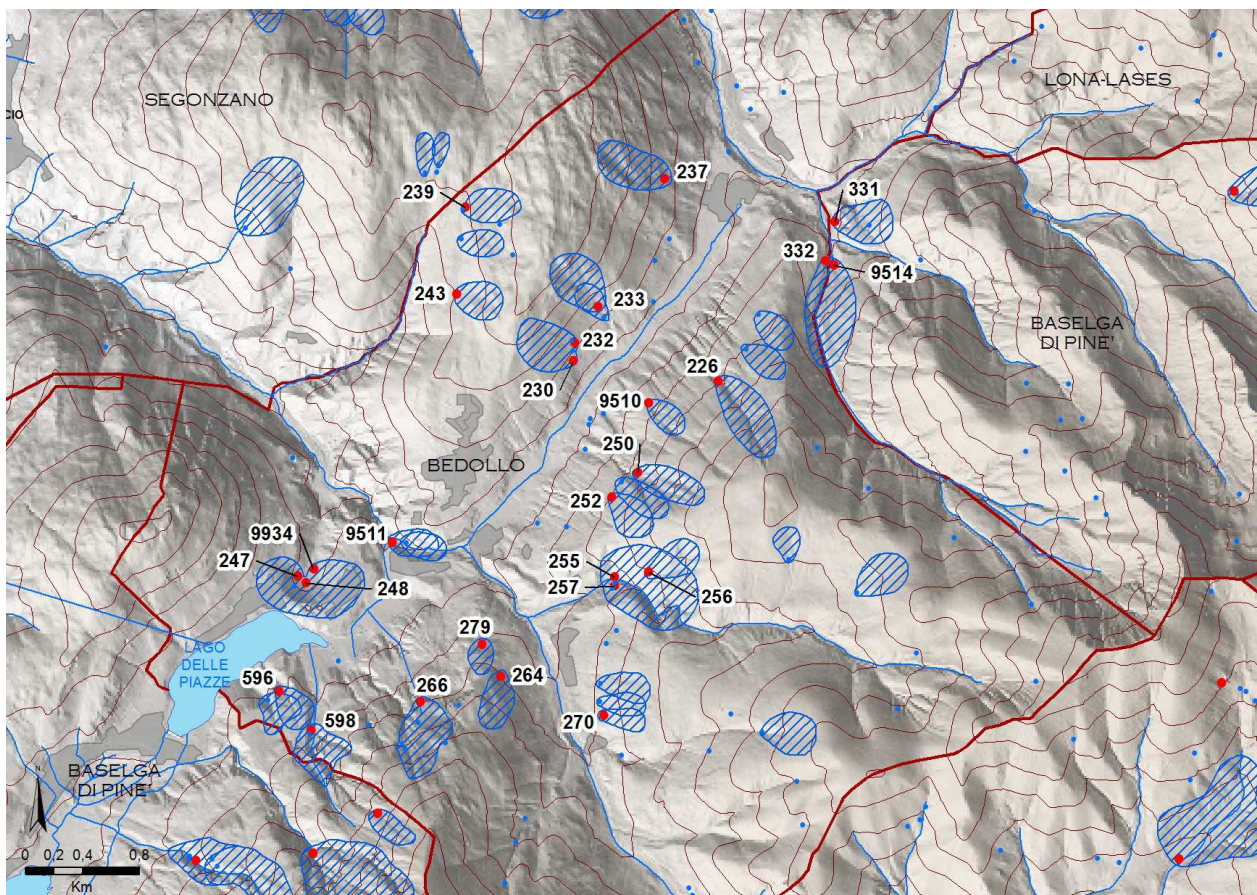 SEGONZANO
LONA-LASES
CIO
237
239
331
332
9514
243
233
BASELGA
DI PINE'
232
226
230
9510
250
BEDOLLO
252
9934
9511
247
255
248
257
256
279
LAGO
DELLE
PIAZZE
264
596
266
598
270
BASELGA
DI PINE'
N
0 0,2 0,4 0,8
Km